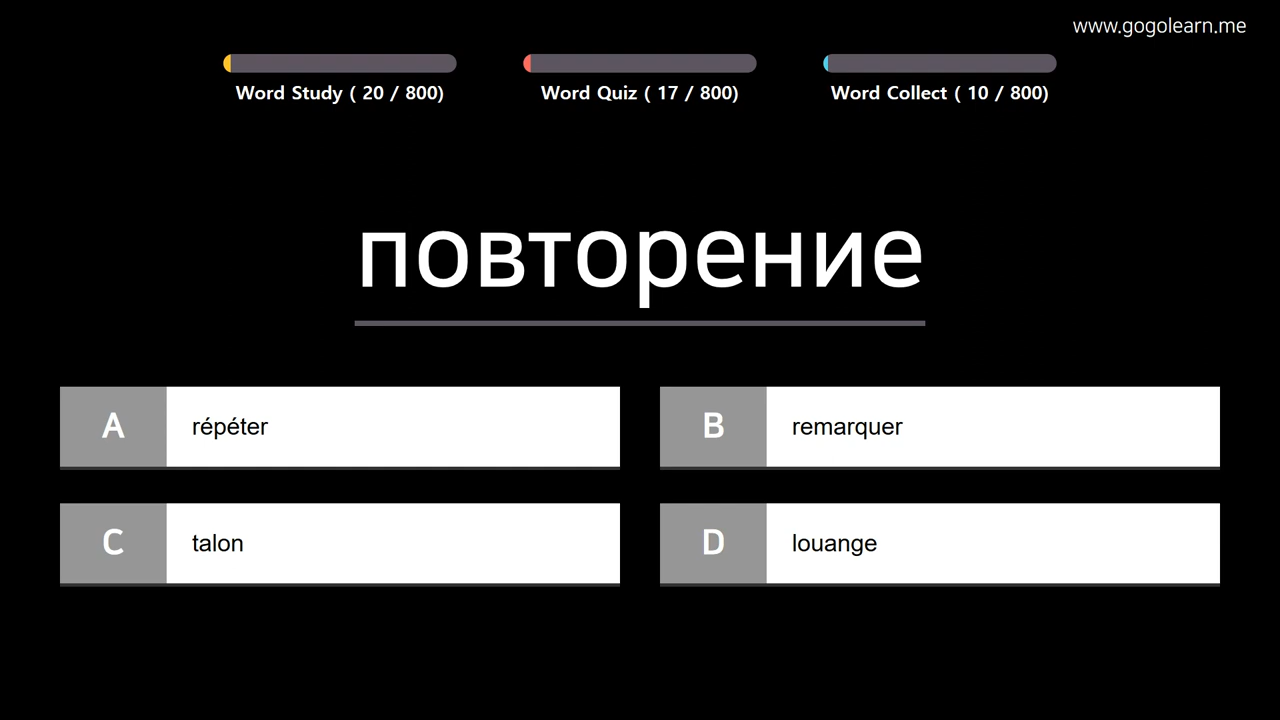 www.gogolearn.me
Word Study ( 20 / 800)
Word Quiz ( 17 / 800)
Word Collect ( 10 / 800)
повторение
A répéter
B remarquer
C talon
D louange